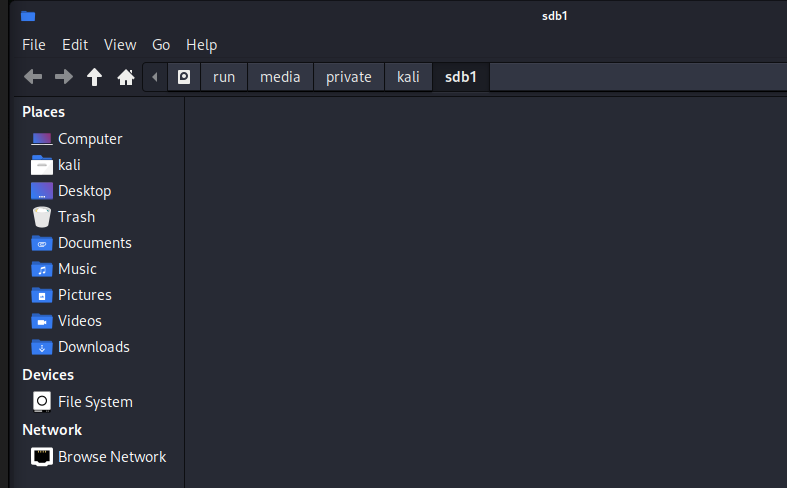 sdb1
File Edit View Go Help
run media private kali sdb1
Places
Computer
kali
Desktop
Trash
Documents
Music
Pictures
Videos
Downloads
Devices
File System
Network
Browse Network